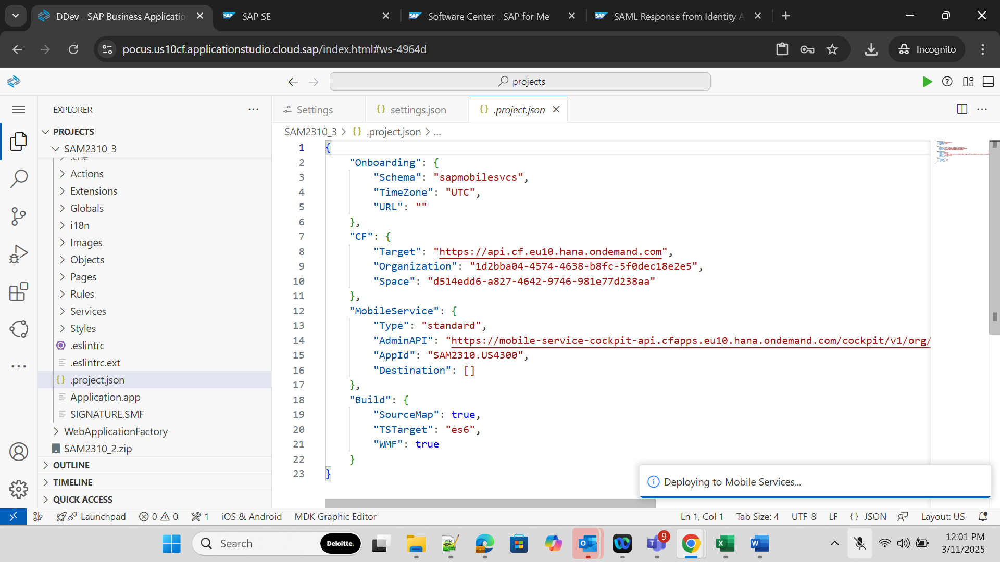 DDev - SAP Business Applicatio
SAP SE
Software Center - SAP for Me
SAML Response from Identity A
pocus.us10cf.applicationstudio.cloud.sap/index.html#ws-4964d
Incognito
projects
EXPLORER
Settings
settings.json
.project.json
PROJECTS
SAM2310_3
.che
Actions
Extensions
Globals
i18n
Images
Objects
Pages
Rules
Services
Styles
.eslintrc
.eslintrc.ext
.project.json
Application.app
SIGNATURE.SMF
WebApplicationFactory
SAM2310_2.zip
OUTLINE
TIMELINE
QUICK ACCESS
SAM2310_3 > {} .project.json > ...
1 {
2 "Onboarding": {
3 "Schema": "sapmobilesvcs",
4 "TimeZone": "UTC",
5 "URL": ""
6 },
7 "CF": {
8 "Target": "https://api.cf.eu10.hana.ondemand.com",
9 "Organization": "1d2bba04-4574-4638-b8fc-5f0dec18e2e5",
10 "Space": "d514edd6-a827-4642-9746-981e77d238aa"
11 },
12 "MobileService": {
13 "Type": "standard",
14 "AdminAPI": "https://mobile-service-cockpit-api.cfapps.eu10.hana.ondemand.com/cockpit/v1/org/
15 "AppId": "SAM2310.US4300",
16 "Destination": []
17 },
18 "Build": {
19 "SourceMap": true,
20 "TSTarget": "es6",
21 "WMF": true
22 }
23 }
Deploying to Mobile Services...
Launchpad
0 0
1
iOS & Android
MDK Graphic Editor
Ln 1, Col 1
Tab Size: 4
UTF-8
LF
{} JSON
Layout: US
Search
Deloitte.
9
12:01 PM
3/11/2025